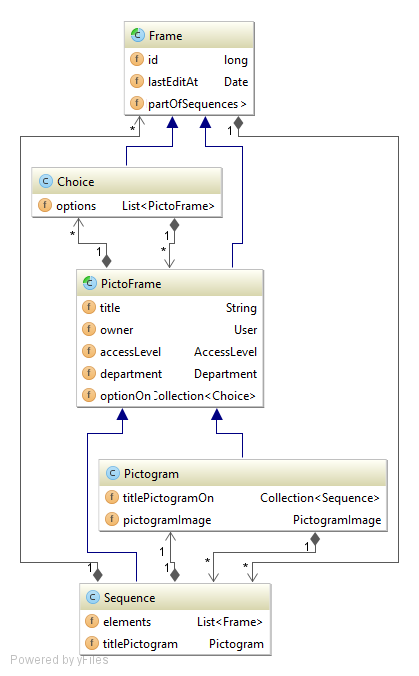 Frame
id long
lastEditAt Date
partOfSequences >
* 1 1
Choice
options List<PictoFrame>
* 1 1 *
PictoFrame
title String
owner User
accessLevel AccessLevel
department Department
optionOn Collection<Choice>
Pictogram
titlePictogramOn Collection<Sequence>
pictogramImage PictogramImage
1 1
1 1 * *
Sequence
elements List<Frame>
titlePictogram Pictogram
Powered by yFiles